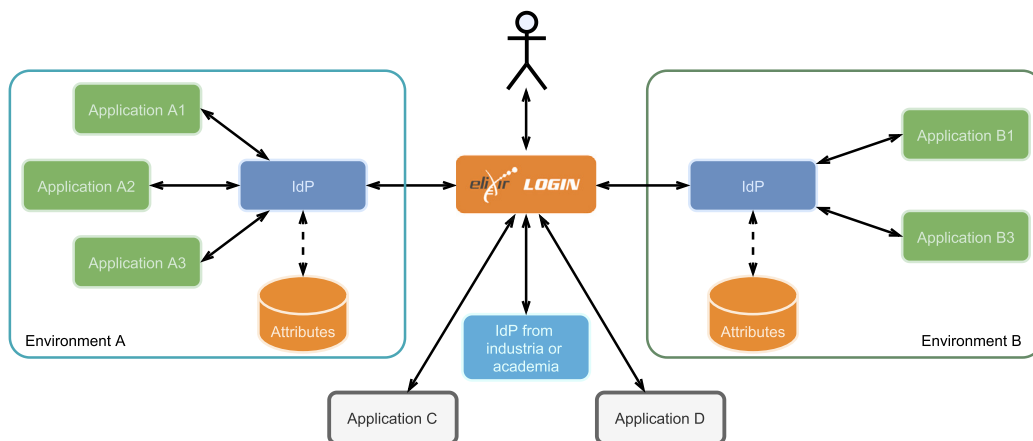 Application A1
Application A2
Application A3
IdP
Attributes
Environment A
elixir LOGIN
IdP from
industria or
academia
Application C
Application D
IdP
Attributes
Application B1
Application B3
Environment B